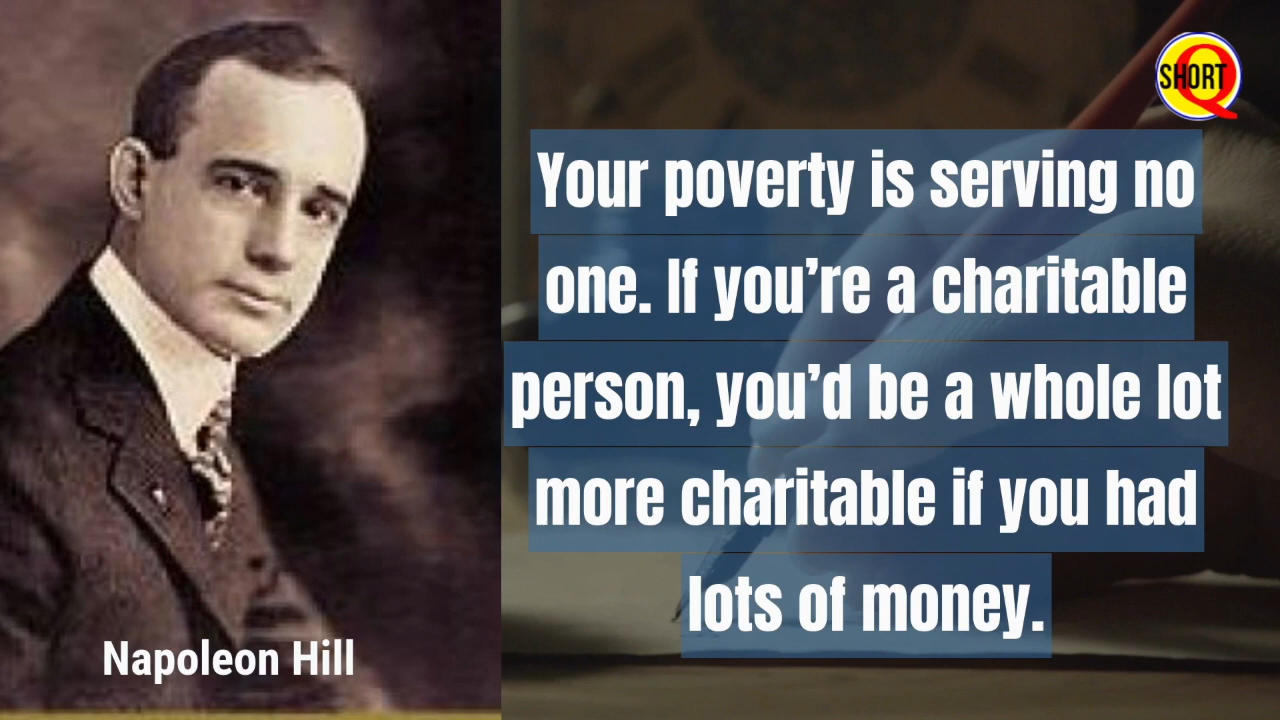 SHORT
Q
Your poverty is serving no
one. If you’re a charitable
person, you’d be a whole lot
more charitable if you had
lots of money.
Napoleon Hill